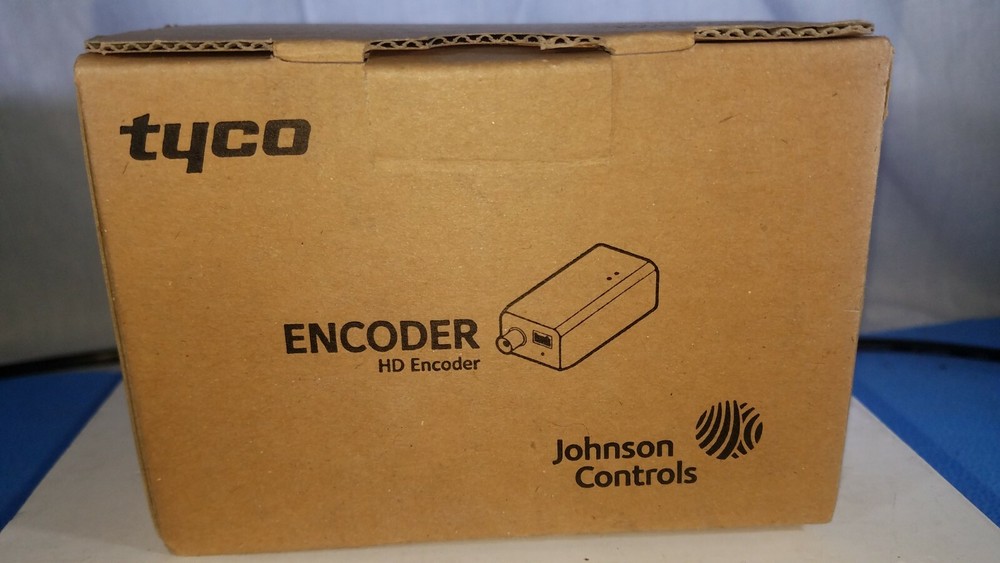 tyco
ENCODER
HD Encoder
Johnson
Controls